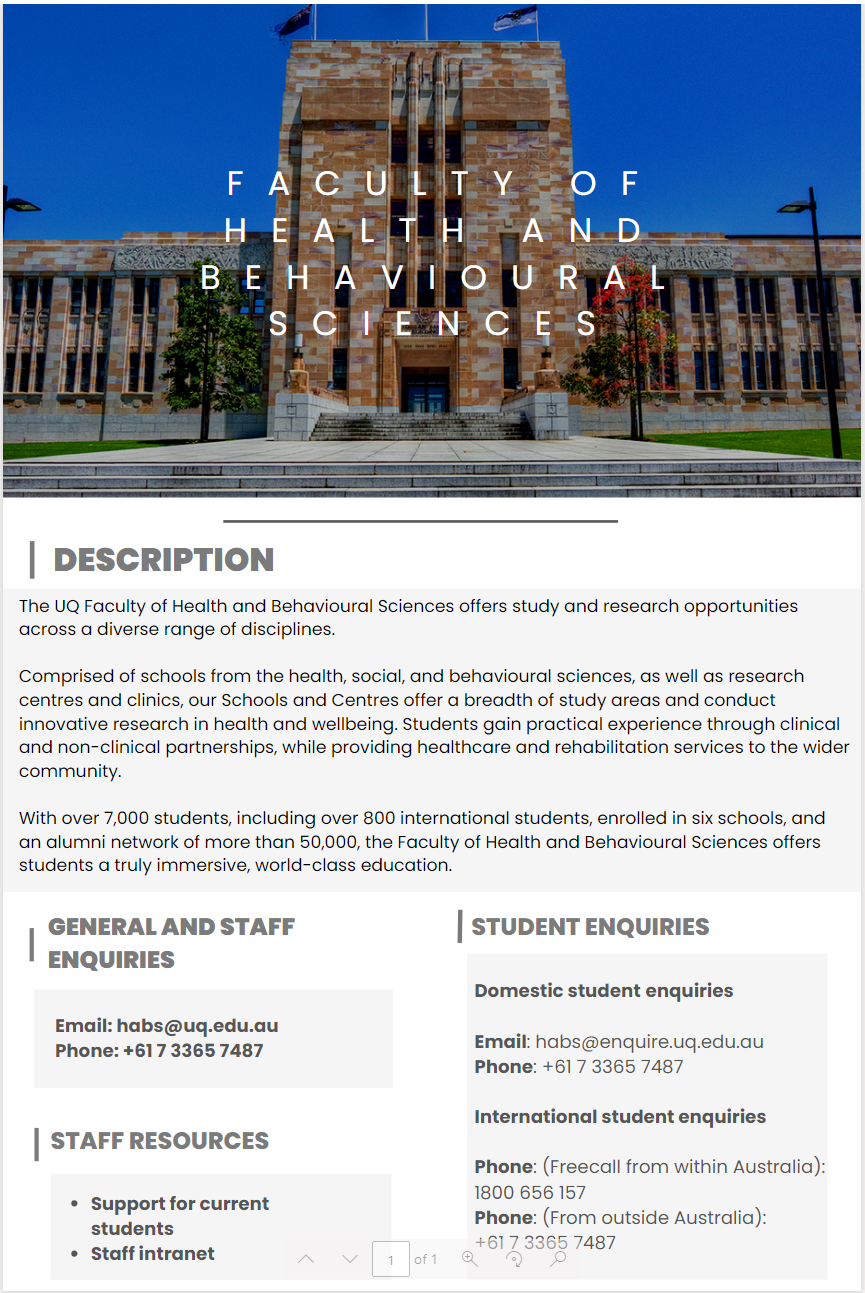 FACULTY OF
HEALTH AND
BEHAVIOURAL
SCIENCES
DESCRIPTION
The UQ Faculty of Health and Behavioural Sciences offers study and research opportunities
across a diverse range of disciplines.
Comprised of schools from the health, social, and behavioural sciences, as well as research
centres and clinics, our Schools and Centres offer a breadth of study areas and conduct
innovative research in health and wellbeing. Students gain practical experience through clinical
and non-clinical partnerships, while providing healthcare and rehabilitation services to the wider
community.
With over 7,000 students, including over 800 international students, enrolled in six schools, and
an alumni network of more than 50,000, the Faculty of Health and Behavioural Sciences offers
students a truly immersive, world-class education.
GENERAL AND STAFF
ENQUIRIES
Email: habs@uq.edu.au
Phone: +61 7 3365 7487
STAFF RESOURCES
• Support for current
students
• Staff intranet
STUDENT ENQUIRIES
Domestic student enquiries
Email: habs@enquire.uq.edu.au
Phone: +61 7 3365 7487
International student enquiries
Phone: (Freecall from within Australia):
1800 656 157
Phone: (From outside Australia):
+61 7 3365 7487
1 of 1